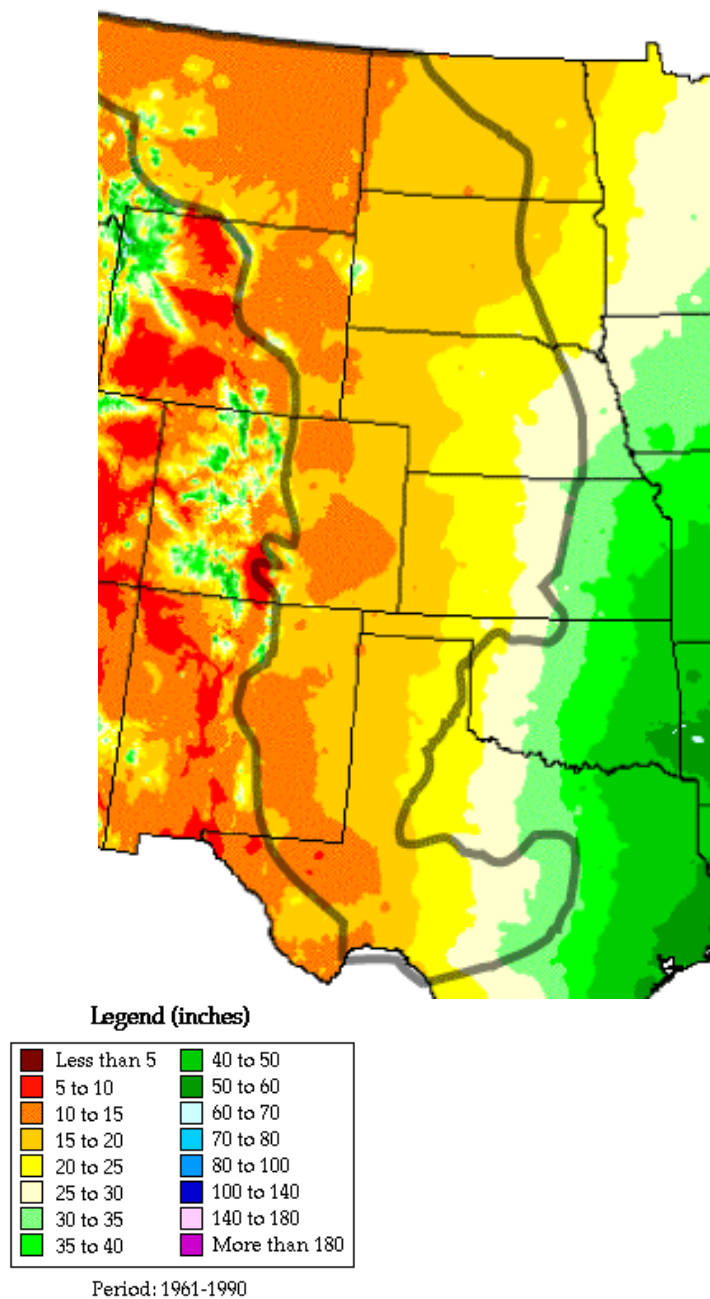 Legend (inches)
Less than 5
5 to 10
10 to 15
15 to 20
20 to 25
25 to 30
30 to 35
35 to 40
40 to 50
50 to 60
60 to 70
70 to 80
80 to 100
100 to 140
140 to 180
More than 180
Period: 1961-1990